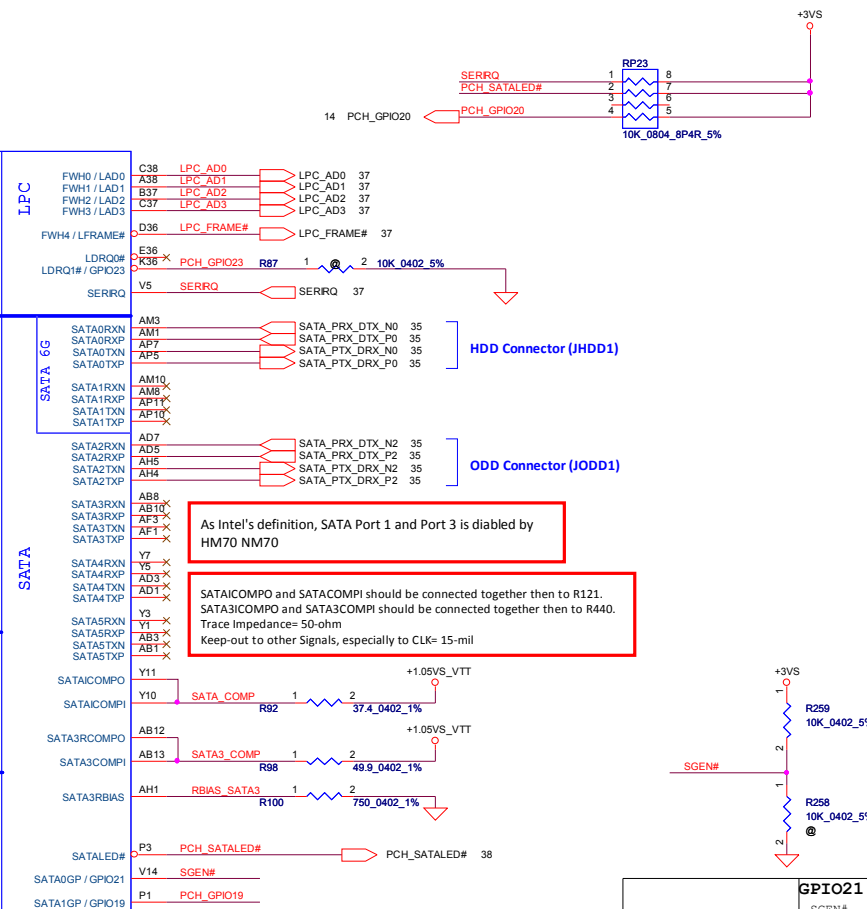 +3VS
RP23
SERIRQ 1 8
PCH_SATALED# 2 7
3 6
14 PCH_GPIO20 PCH_GPIO20 4 5
10K_0804_8P4R_5%
LPC
FWH0 / LAD0 C38 LPC_AD0 LPC_AD0 37
FWH1 / LAD1 A38 LPC_AD1 LPC_AD1 37
FWH2 / LAD2 B37 LPC_AD2 LPC_AD2 37
FWH3 / LAD3 C37 LPC_AD3 LPC_AD3 37
FWH4 / LFRAME# D36 LPC_FRAME# LPC_FRAME# 37
LDRQ0# E36
LDRQ1# / GPIO23 K36 PCH_GPIO23 R87 1 @ 2 10K_0402_5%
SERIRQ V5 SERIRQ SERIRQ 37
SATA 6G
SATA0RXN AM3 SATA_PRX_DTX_N0 35
SATA0RXP AM1 SATA_PRX_DTX_P0 35
SATA0TXN AP7 SATA_PTX_DRX_N0 35
SATA0TXP AP5 SATA_PTX_DRX_P0 35
HDD Connector (JHDD1)
SATA1RXN AM10
SATA1RXP AM8
SATA1TXN AP11
SATA1TXP AP10
SATA
SATA2RXN AD7 SATA_PRX_DTX_N2 35
SATA2RXP AD5 SATA_PRX_DTX_P2 35
SATA2TXN AH5 SATA_PTX_DRX_N2 35
SATA2TXP AH4 SATA_PTX_DRX_P2 35
ODD Connector (JODD1)
SATA3RXN AB8
SATA3RXP AB10
SATA3TXN AF3
SATA3TXP AF1
As Intel's definition, SATA Port 1 and Port 3 is diabled by
HM70 NM70
SATA4RXN Y7
SATA4RXP Y5
SATA4TXN AD3
SATA4TXP AD1
SATA5RXN Y3
SATA5RXP Y1
SATA5TXN AB3
SATA5TXP AB1
SATAICOMPO and SATACOMPI should be connected together then to R121.
SATA3ICOMPO and SATA3COMPI should be connected together then to R440.
Trace Impedance= 50-ohm
Keep-out to other Signals, especially to CLK= 15-mil
SATAICOMPO Y11
+1.05VS_VTT
SATAICOMPI Y10 SATA_COMP R92 1 2 37.4_0402_1%
SATA3RCOMPO AB12
+1.05VS_VTT
SATA3COMPI AB13 SATA3_COMP R98 1 2 49.9_0402_1%
SATA3RBIAS AH1 RBIAS_SATA3 R100 1 2 750_0402_1%
+3VS
1
R259
10K_0402_5%
2
SGEN#
1
R258
10K_0402_5%
@
2
SATALED# P3 PCH_SATALED# PCH_SATALED# 38
SATA0GP / GPIO21 V14 SGEN#
SATA1GP / GPIO19 P1 PCH_GPIO19
GPIO21
SGEN#